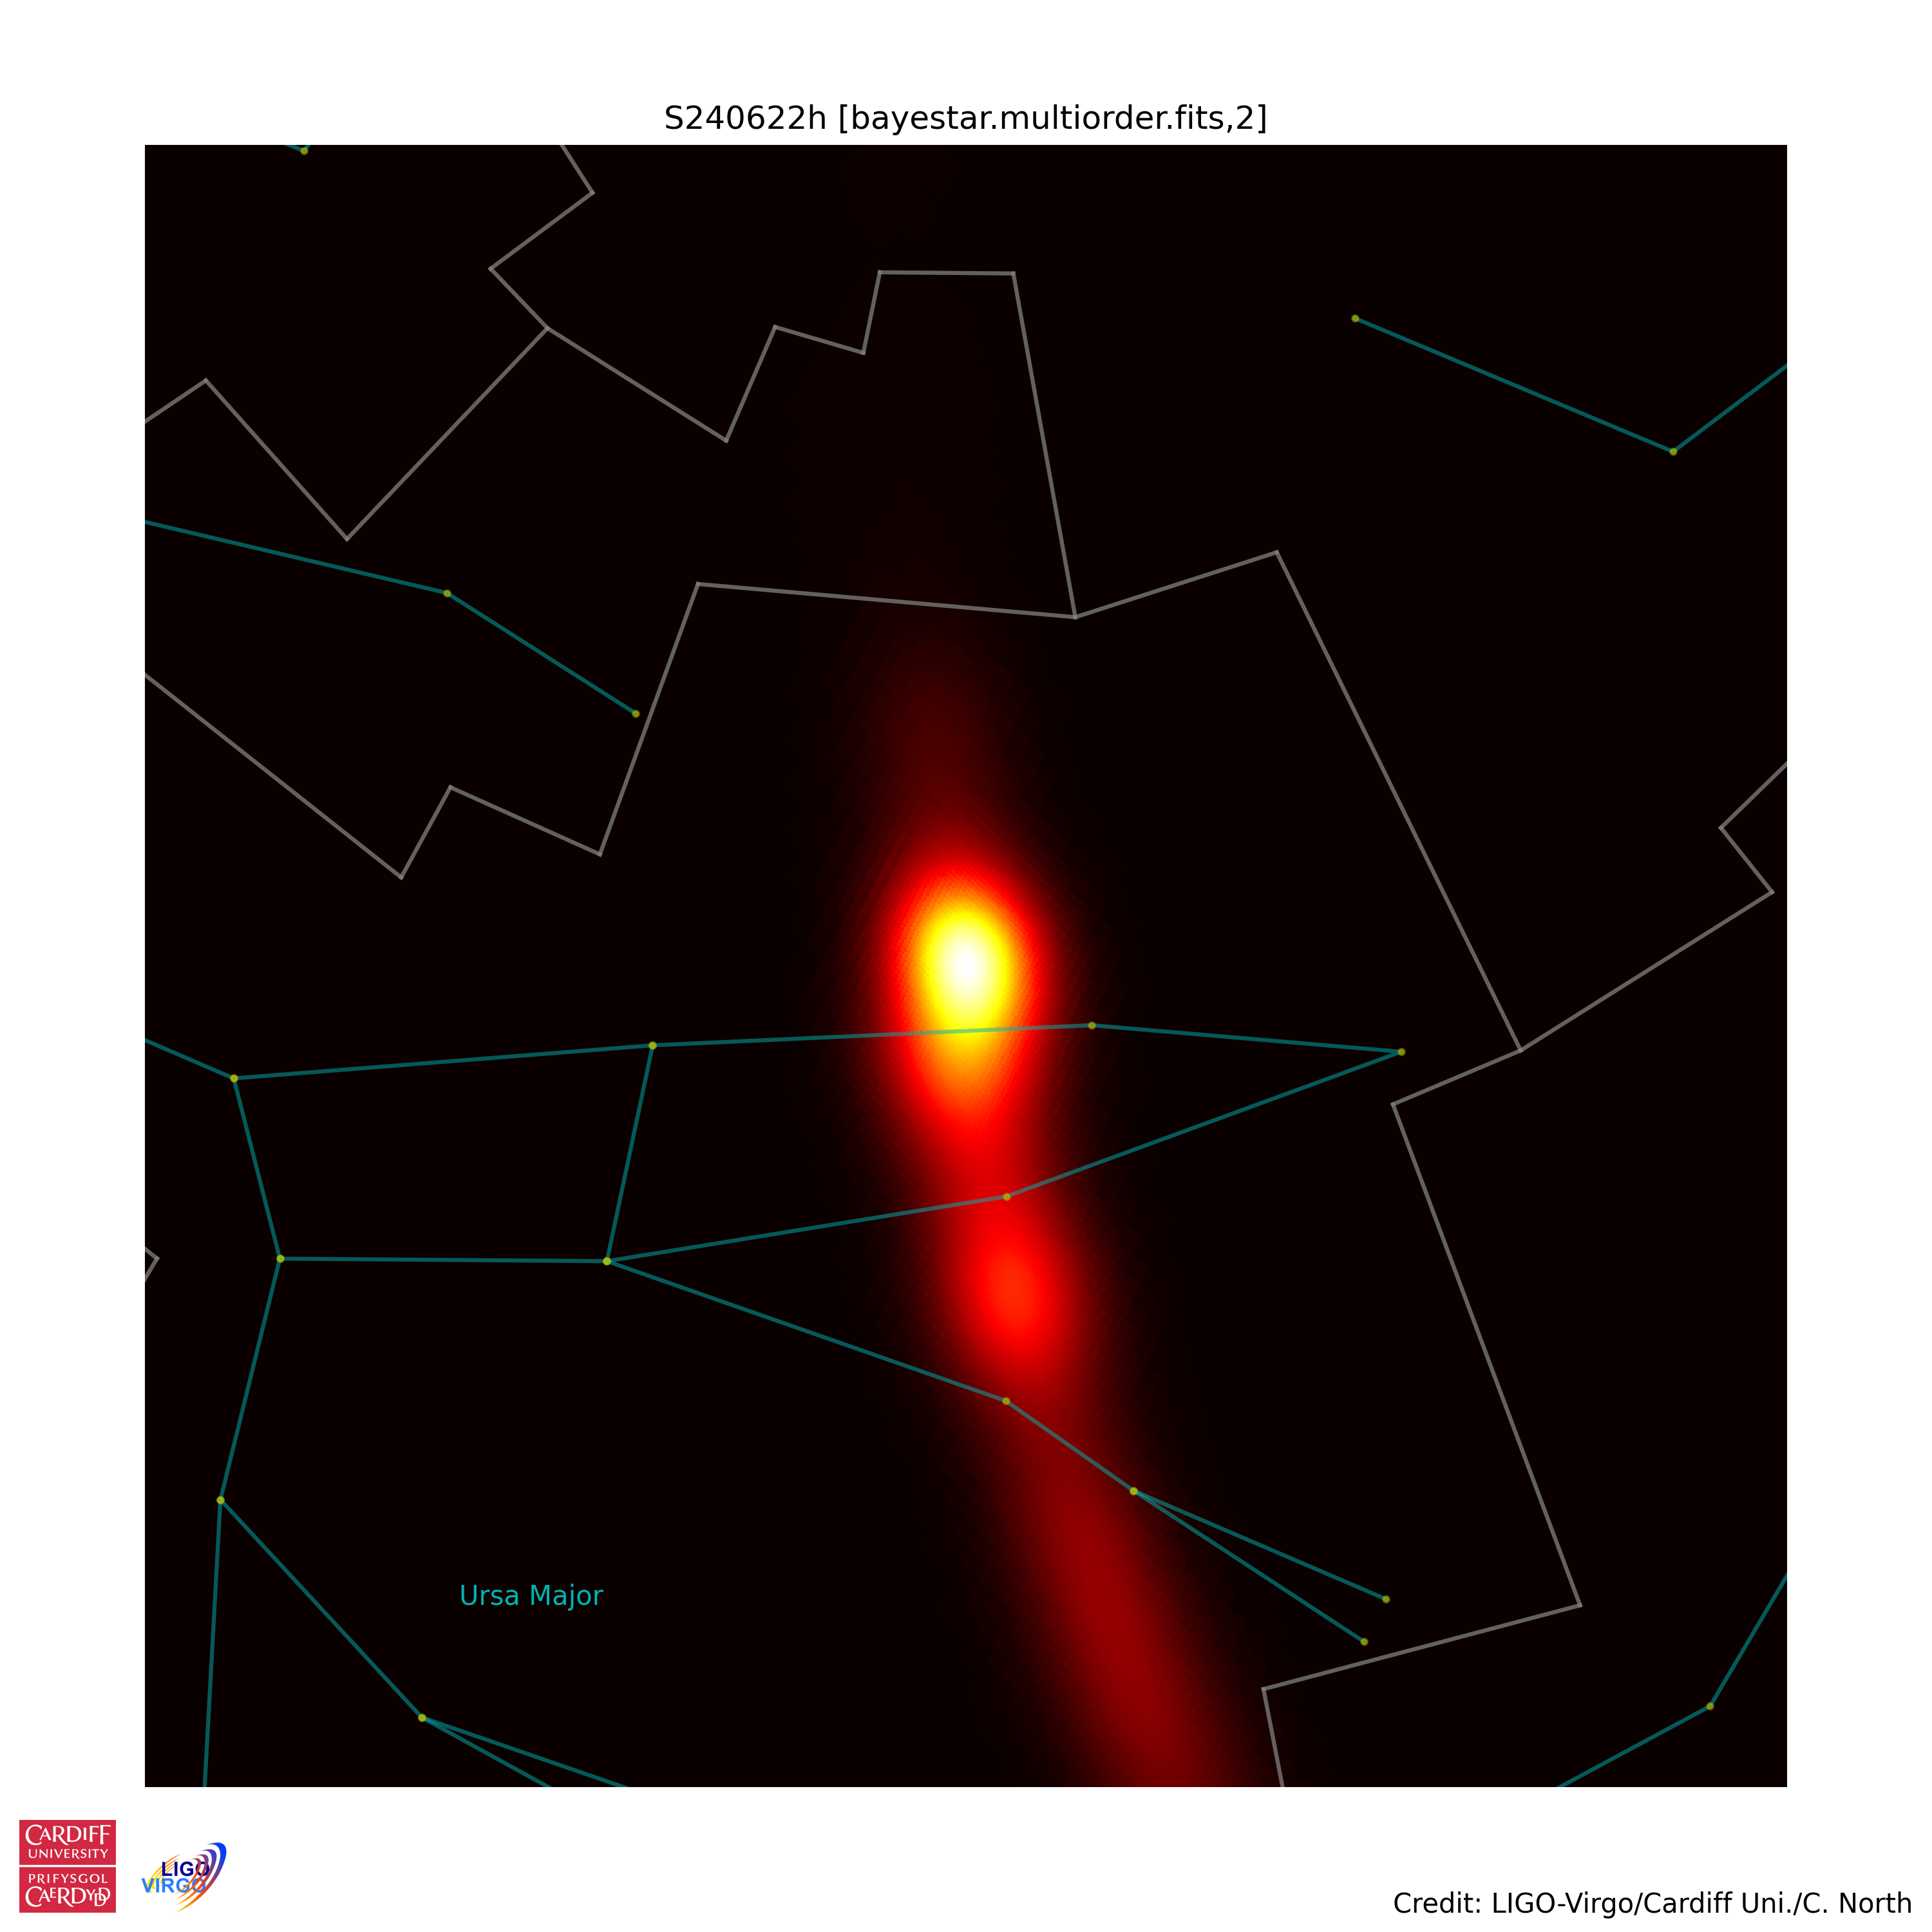 S240622h [bayestar.multiorder.fits,2]
Ursa Major
CARDIFF
UNIVERSITY
PRIFYSGOL
CAERDYDD
LIGO
VIRGO
Credit: LIGO-Virgo/Cardiff Uni./C. North